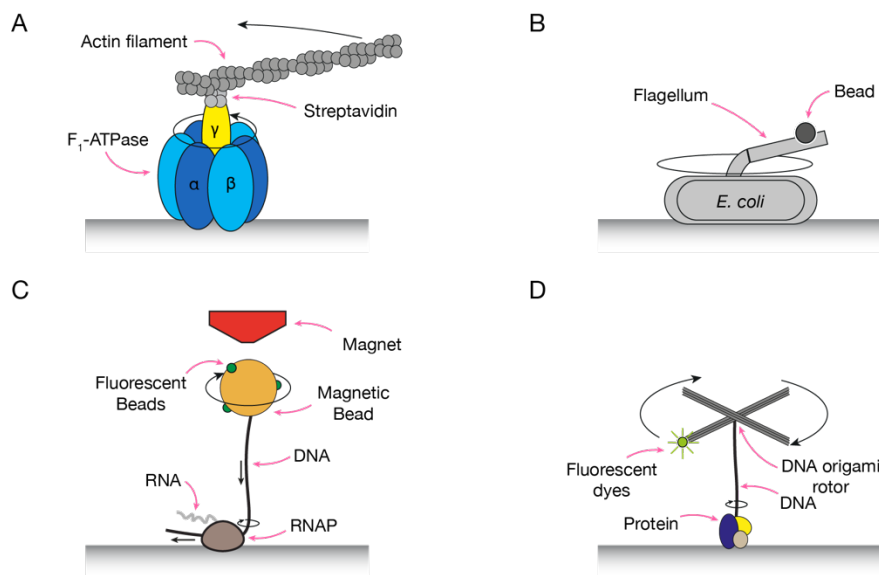 A
Actin filament
Streptavidin
F₁-ATPase
γ
α
β
B
Bead
Flagellum
E. coli
C
Magnet
Fluorescent
Beads
Magnetic
Bead
DNA
RNA
RNAP
D
Fluorescent
dyes
DNA origami
rotor
DNA
Protein